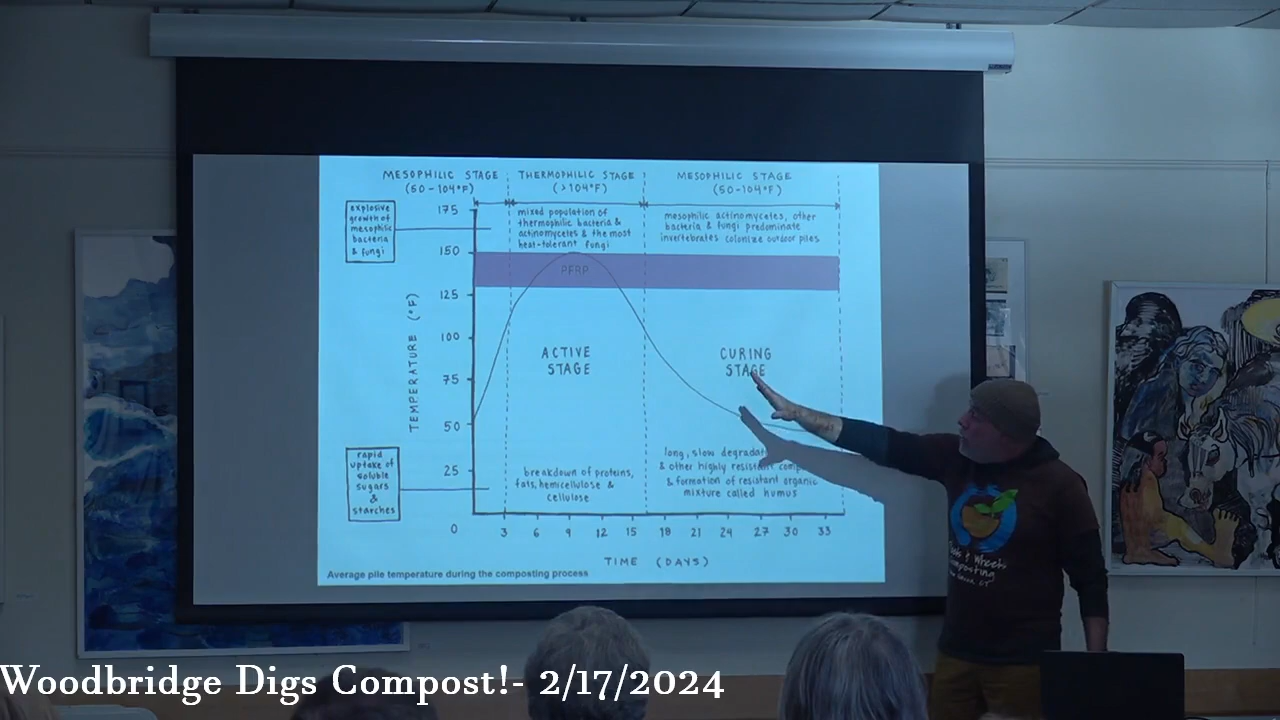 MESOPHILIC STAGE
(50-104°F)
THERMOPHILIC STAGE
(>104°F)
MESOPHILIC STAGE
(50-104°F)
explosive
growth of
mesophilic
bacteria
& fungi
mixed population of
thermophilic bacteria &
actinomycetes & the most
heat-tolerant fungi
mesophilic actinomycetes, other
bacteria & fungi predominate
invertebrates colonize outdoor piles
175
150
125
100
75
50
25
0
TEMPERATURE (°F)
PFRP
ACTIVE
STAGE
CURING
STAGE
rapid
uptake of
soluble
sugars
&
starches
breakdown of proteins,
fats, hemicellulose &
cellulose
long, slow
& other highly resistant
& formation of resistant organic
mixture called humus
3 6 9 12 15 18 21 24 27 30 33
TIME (DAYS)
Average pile temperature during the composting process
Composting
Woodbridge Digs Compost!- 2/17/2024